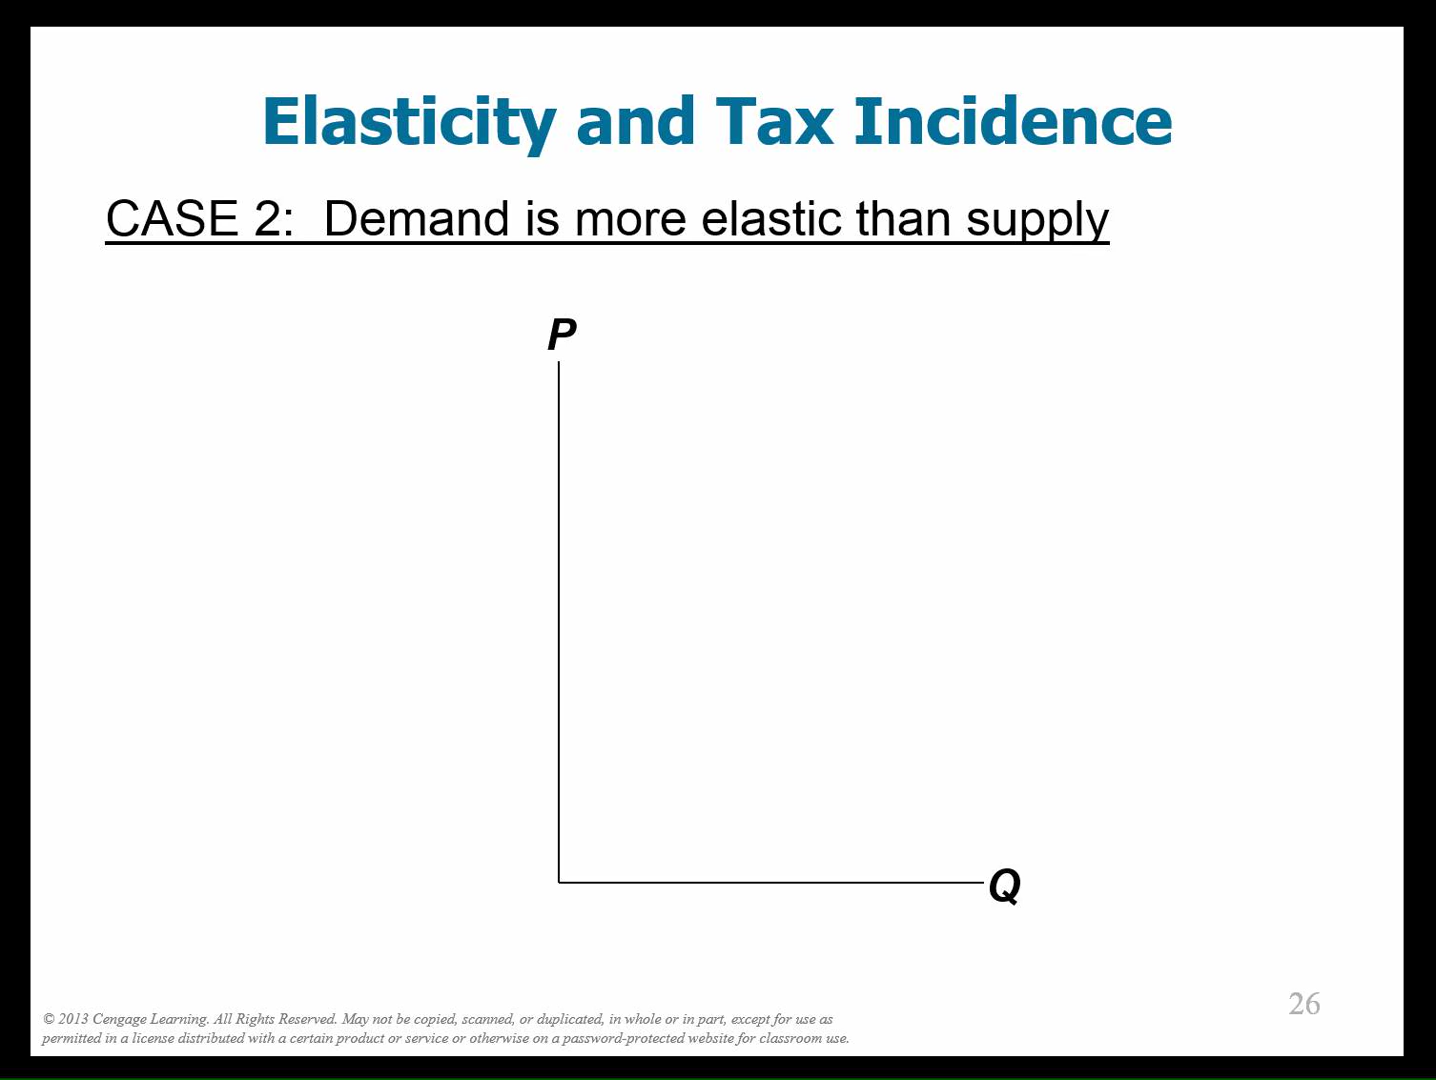 Elasticity and Tax Incidence
CASE 2: Demand is more elastic than supply
P
Q
26
© 2013 Cengage Learning. All Rights Reserved. May not be copied, scanned, or duplicated, in whole or in part, except for use as
permitted in a license distributed with a certain product or service or otherwise on a password-protected website for classroom use.